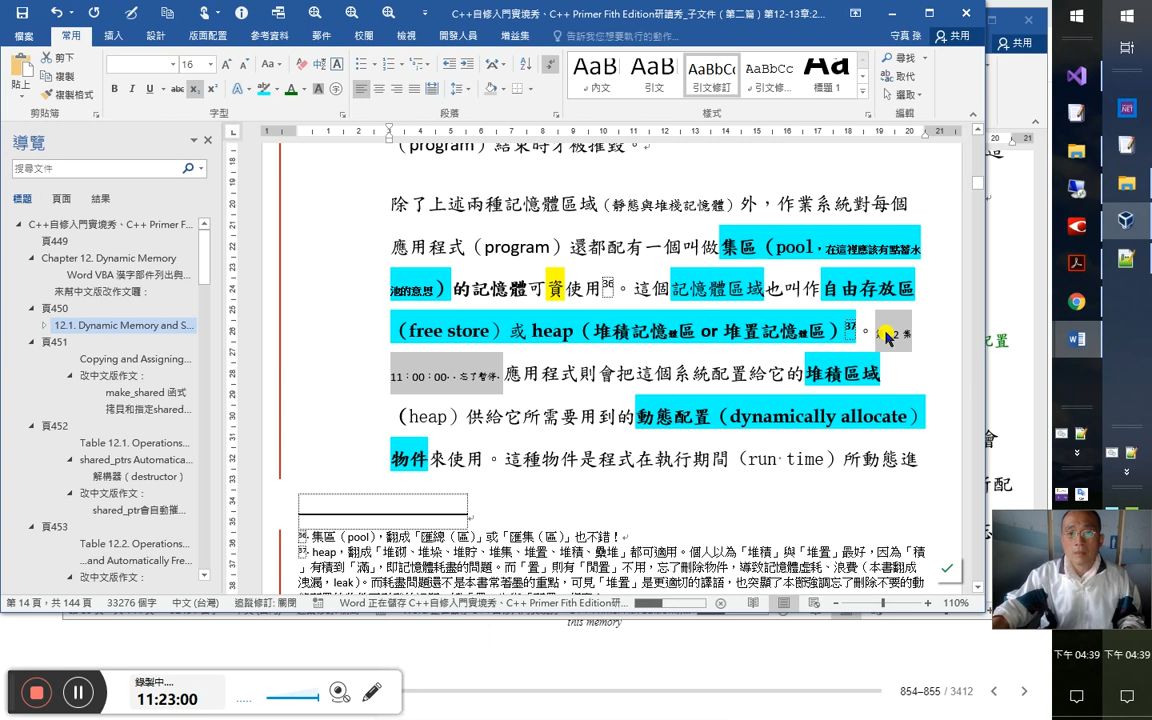 C++自修入門實境秀、C++ Primer Fith Edition研讀秀_子文件（第二篇）第12-13章:2...
檔案 常用 插入 設計 版面配置 參考資料 郵件 校閱 檢視 開發人員 增益集 告訴我您想要執行的動作... 守真 孫 共用
共用
貼上 剪下 複製 複製格式 剪貼簿
16 字型
段落
AaBb 內文
AaBb 引文
AaBbCc 引文修訂
AaBbCc 引文修...
AaBb 標題 1
樣式
尋找 取代 選取 編輯
導覽
搜尋文件
標題 頁面 結果
C++自修入門實境秀、C++ Primer F...
頁449
Chapter 12. Dynamic Memory
Word VBA 漢字部件列出與...
來幫中文版改作文囉：
頁450
12.1. Dynamic Memory and S...
頁451
Copying and Assigning...
改中文版作文：
make_shared 函式
拷貝和指定shared...
頁452
Table 12.1. Operations...
shared_ptrs Automatica...
解構器（destructor）
改中文版作文：
shared_ptr會自動摧...
頁453
Table 12.2. Operations...
...and Automatically Fre...
改中文版作文：
（program）結束時才被摧毀。
除了上述兩種記憶體區域（靜態與堆棧記憶體）外，作業系統對每個
應用程式（program）還都配有一個叫做集區（pool，在這裡應該有點蓄水
池的意思）的記憶體可資使用36。這個記憶體區域也叫作自由存放區
（free store）或 heap（堆積記憶體區 or 堆置記憶體區）37。
11：00：00 忘了暫停 應用程式則會把這個系統配置給它的堆積區域
（heap）供給它所需要用到的動態配置（dynamically allocate）
物件來使用。這種物件是程式在執行期間（run time）所動態進
36 集區（pool），翻成「匯總（區）」或「匯集（區）」也不錯！
37 heap，翻成「堆砌、堆垛、堆貯、堆集、堆置、堆積、疊堆」都可適用。個人以為「堆積」與「堆置」最好，因為「積
」有積到「滿」，即記憶體耗盡的問題。而「置」則有「閒置」不用，忘了刪除物件，導致記憶體虛耗、浪費（本書翻成
洩漏，leak）。而耗盡問題還不是本書常著墨的重點，可見「堆置」是更適切的譯語，也突顯了本書強調忘了刪除不要的動
第 14 頁，共 144 頁 33276 個字 中文 (台灣) 追蹤修訂: 關閉 Word 正在儲存 C++自修入門實境秀、C++ Primer Fith Edition研... 110%
this memory
錄製中....
11:23:00
854–855 / 3412
下午 04:39
下午 04:39